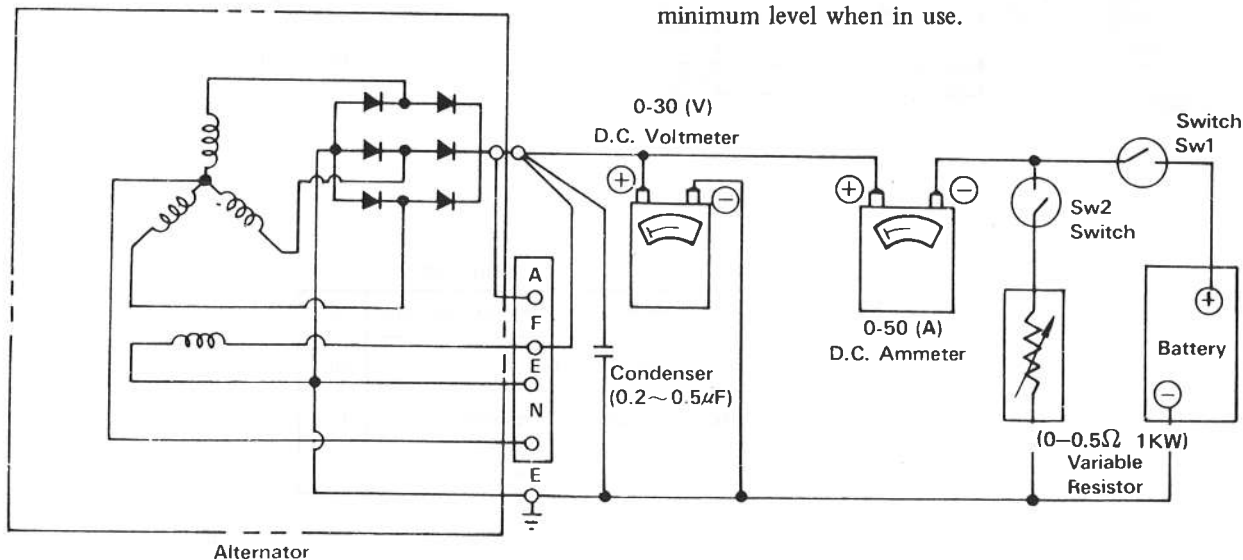 minimum level when in use.
0-30 (V)
D.C. Voltmeter
Switch
Sw1
+
−
+
−
Sw2
Switch
A
F
E
N
E
Condenser
(0.2~0.5μF)
0-50 (A)
D.C. Ammeter
+
Battery
−
(0−0.5Ω 1KW)
Variable
Resistor
Alternator